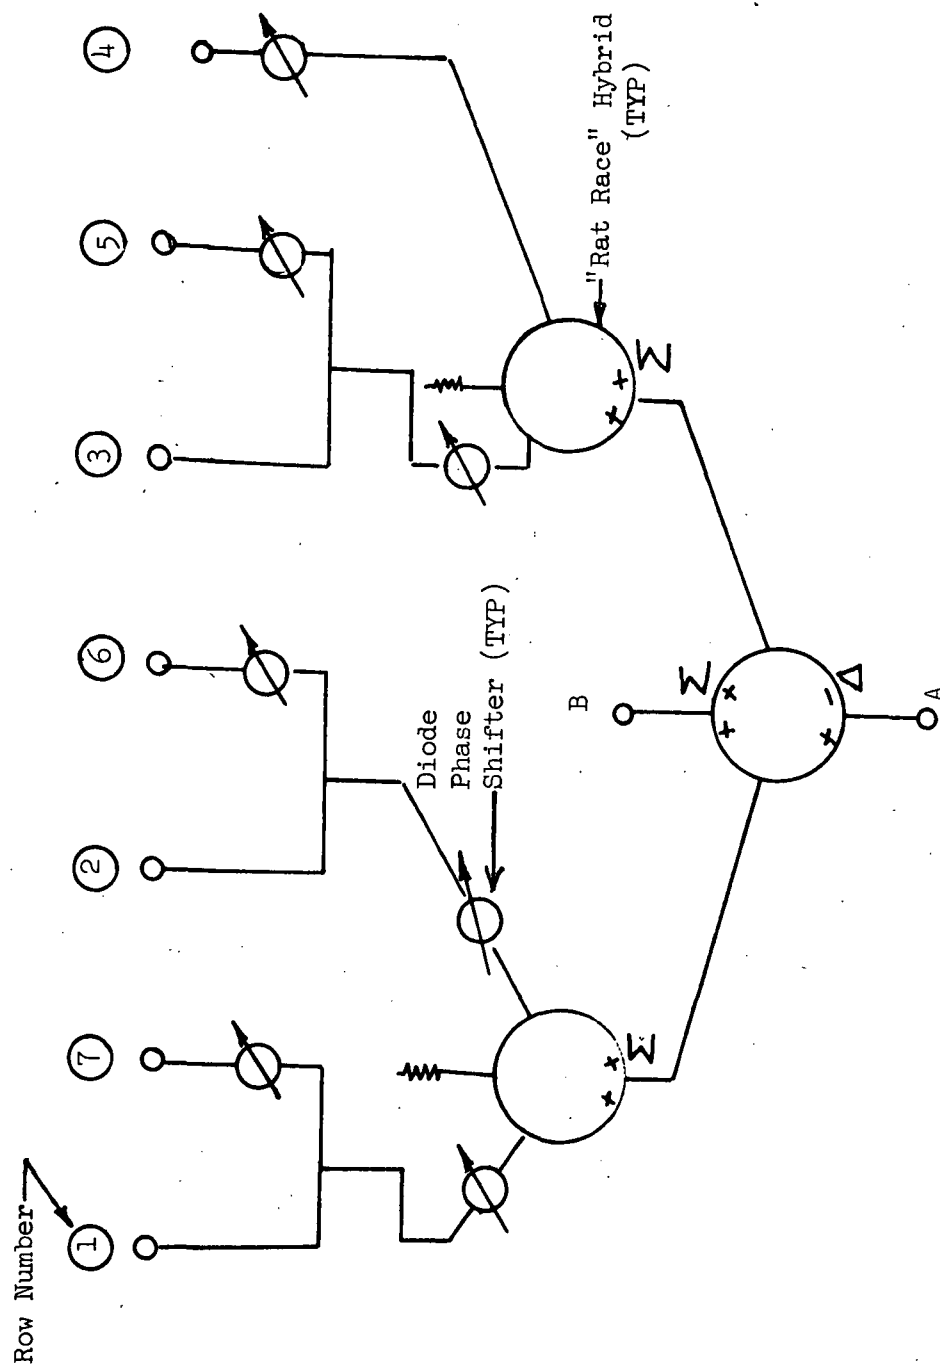 Row Number
1
7
2
6
3
5
4
Diode
Phase
Shifter (TYP)
"Rat Race" Hybrid
(TYP)
Σ
+ +
Σ
+ +
B
Σ
+ +
+ -
Δ
A